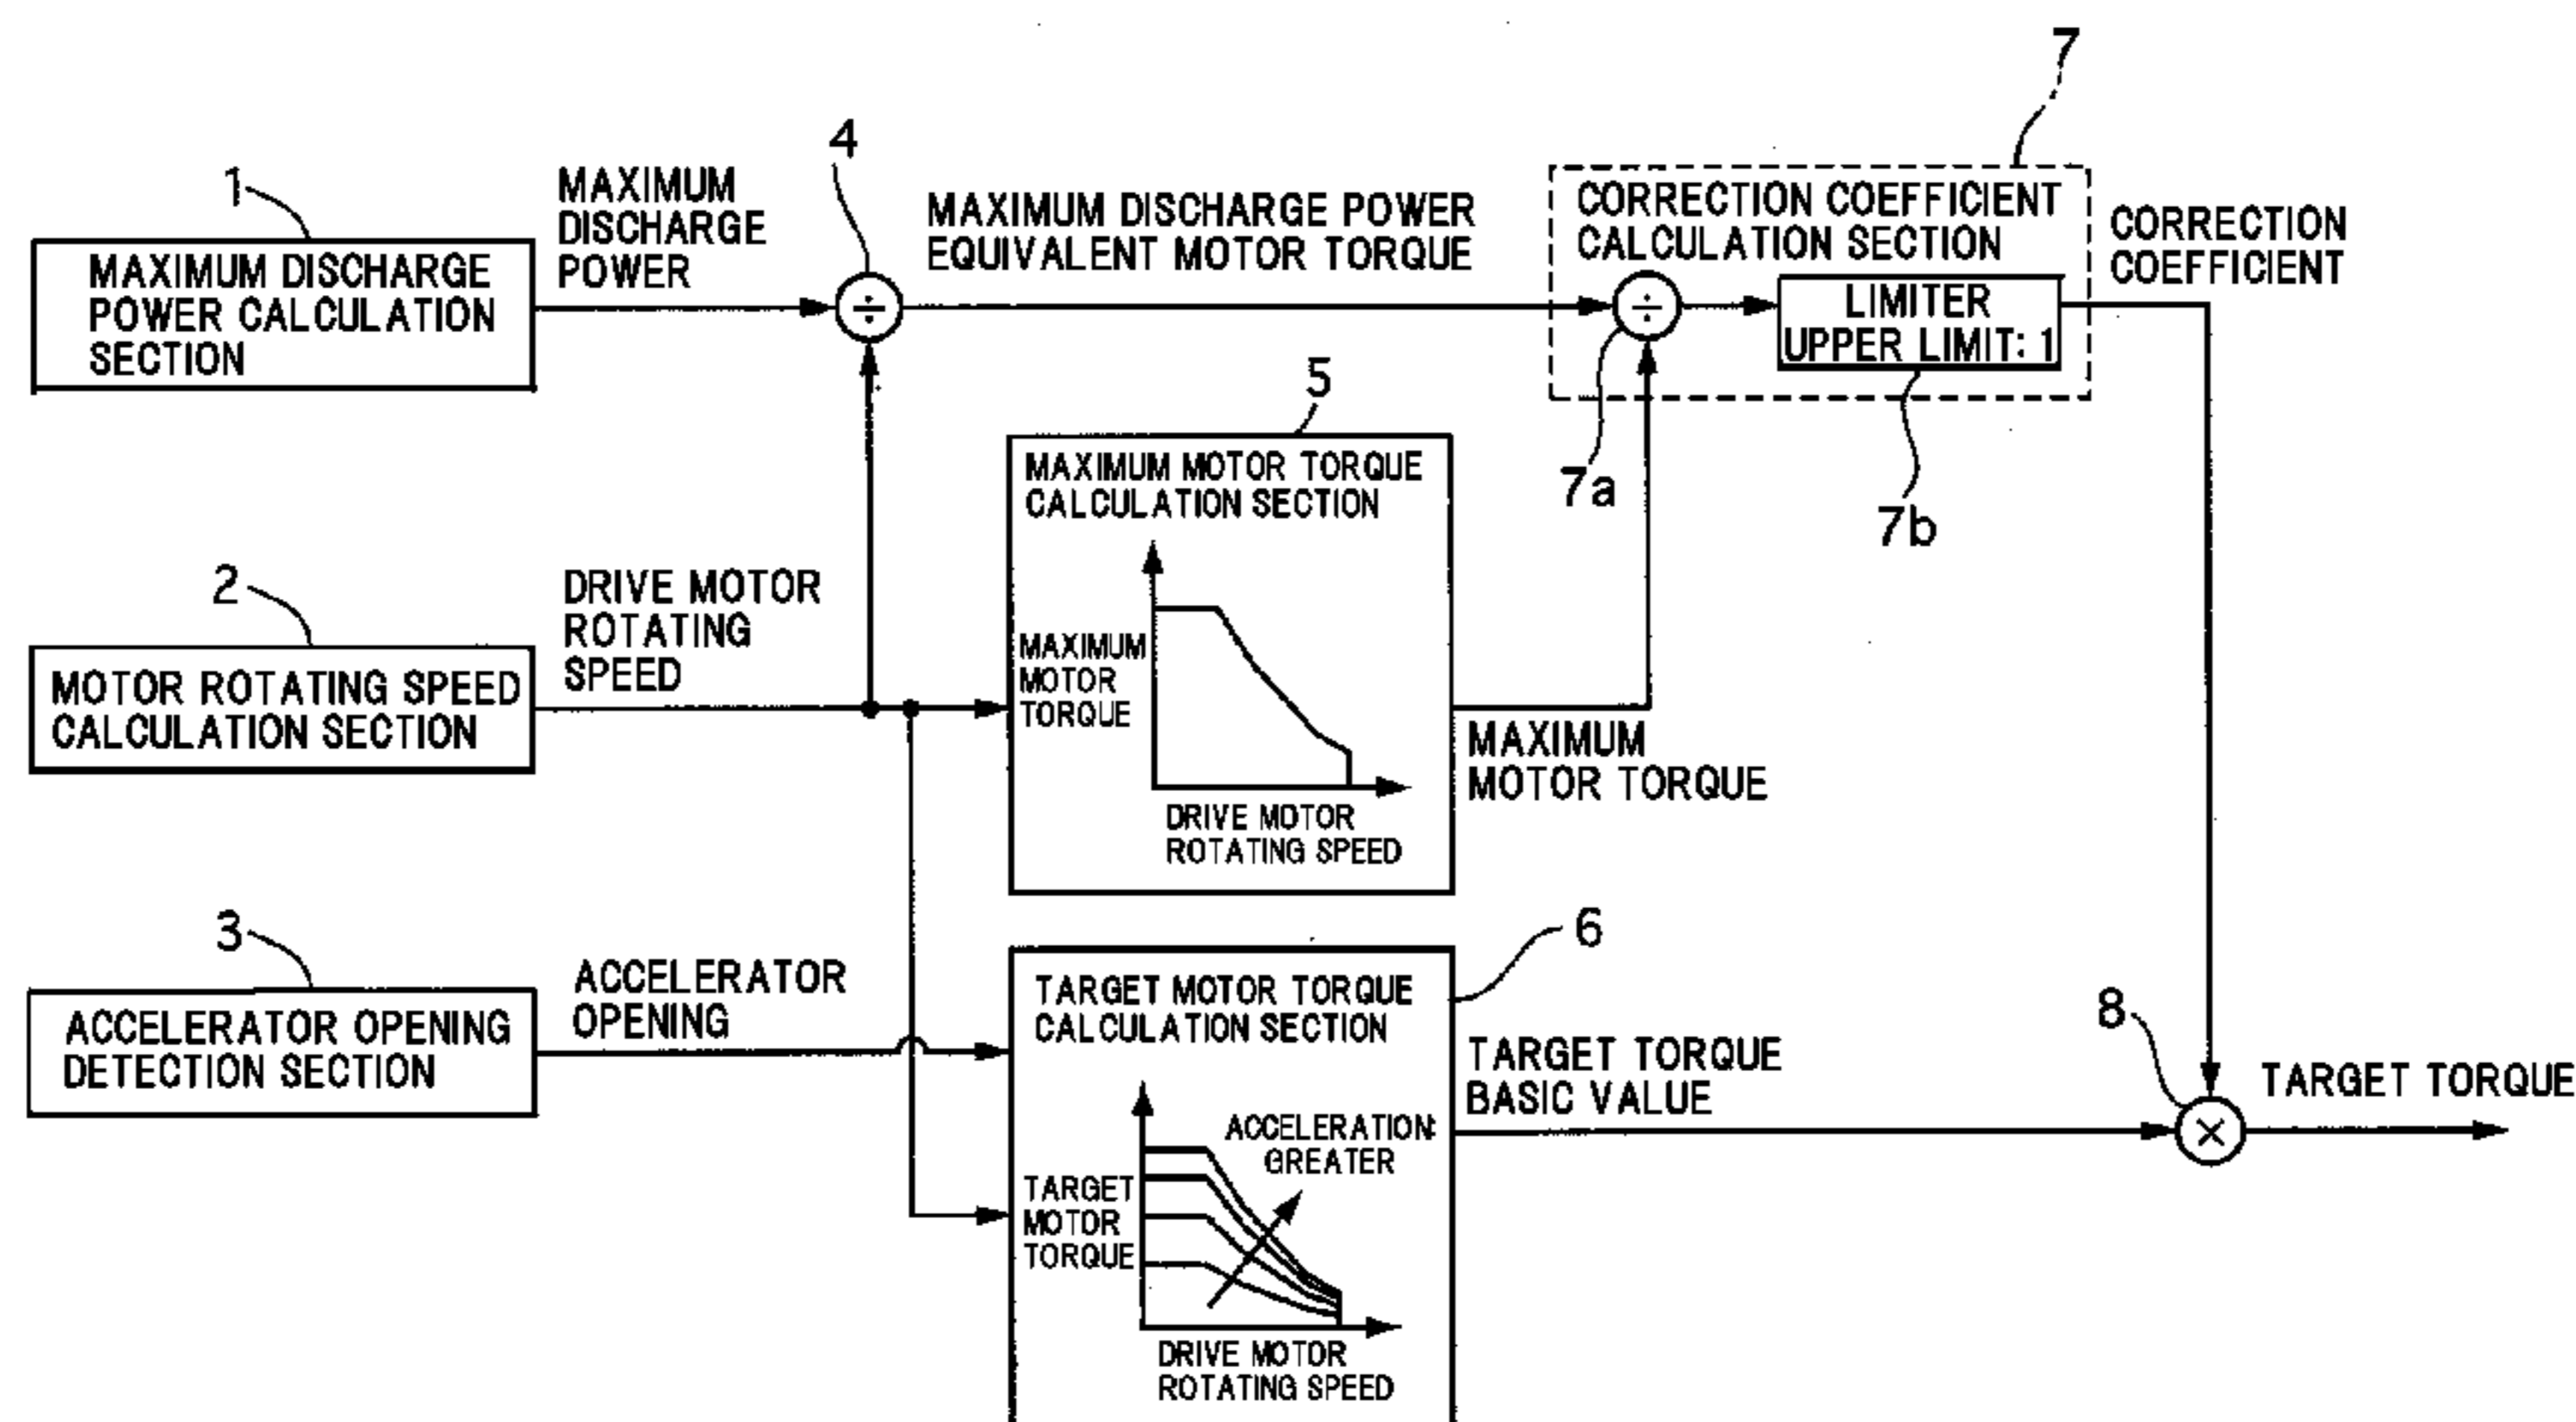 7
4
1
MAXIMUM
DISCHARGE
POWER
MAXIMUM DISCHARGE POWER
EQUIVALENT MOTOR TORQUE
CORRECTION COEFFICIENT
CALCULATION SECTION
CORRECTION
COEFFICIENT
MAXIMUM DISCHARGE
POWER CALCULATION
SECTION
÷
÷
LIMITER
UPPER LIMIT: 1
5
7a
7b
MAXIMUM MOTOR TORQUE
CALCULATION SECTION
2
DRIVE MOTOR
ROTATING
SPEED
MAXIMUM
MOTOR
TORQUE
MOTOR ROTATING SPEED
CALCULATION SECTION
MAXIMUM
MOTOR TORQUE
DRIVE MOTOR
ROTATING SPEED
3
6
ACCELERATOR
OPENING
TARGET MOTOR TORQUE
CALCULATION SECTION
ACCELERATOR OPENING
DETECTION SECTION
TARGET TORQUE
BASIC VALUE
8
TARGET TORQUE
×
ACCELERATION:
GREATER
TARGET
MOTOR
TORQUE
DRIVE MOTOR
ROTATING SPEED